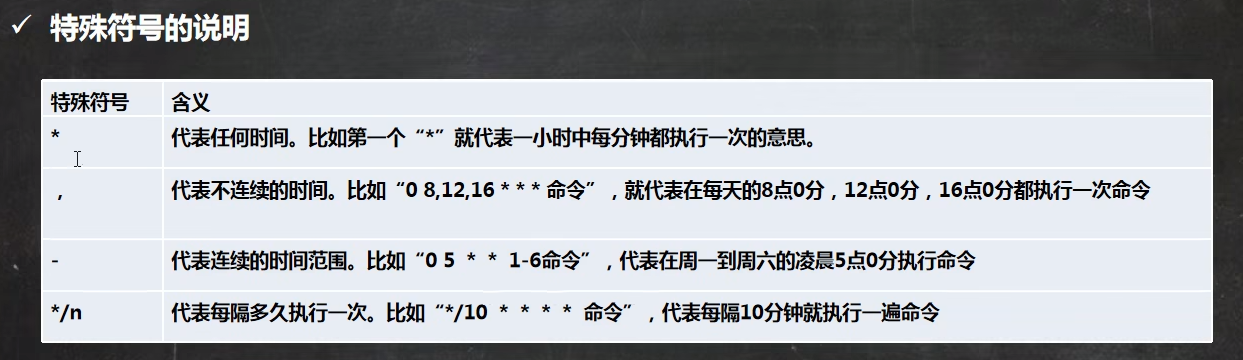 ✓ 特殊符号的说明
特殊符号 含义
* 代表任何时间。比如第一个“*”就代表一小时中每分钟都执行一次的意思。
, 代表不连续的时间。比如“0 8,12,16 * * * 命令”，就代表在每天的8点0分，12点0分，16点0分都执行一次命令
- 代表连续的时间范围。比如“0 5 * * 1-6命令”，代表在周一到周六的凌晨5点0分执行命令
*/n 代表每隔多久执行一次。比如“*/10 * * * * 命令”，代表每隔10分钟就执行一遍命令